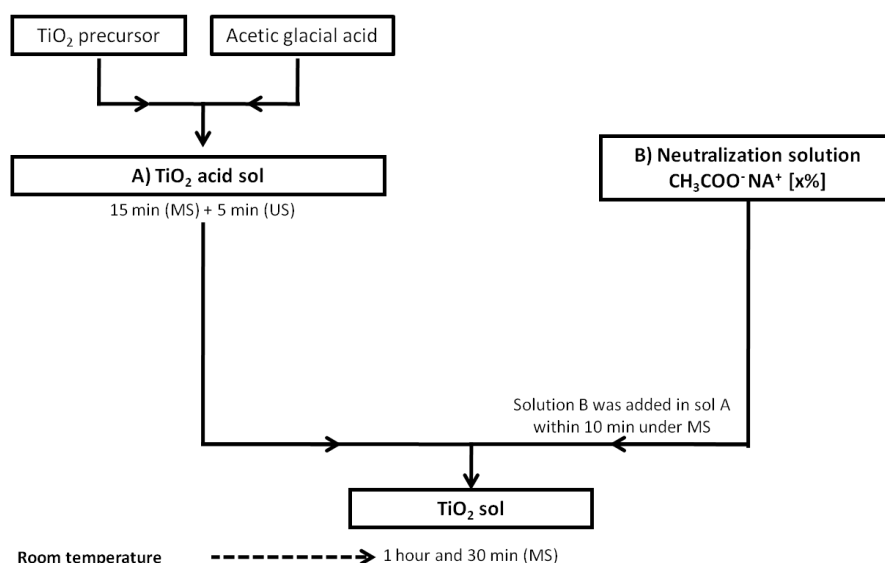 TiO₂ precursor
Acetic glacial acid
A) TiO₂ acid sol
15 min (MS) + 5 min (US)
B) Neutralization solution
CH₃COO⁻ NA⁺ [x%]
Solution B was added in sol A
within 10 min under MS
TiO₂ sol
Room temperature
1 hour and 30 min (MS)